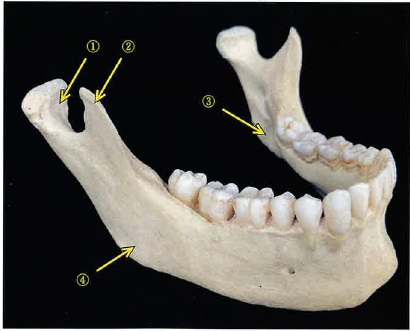 ① ②
③
④